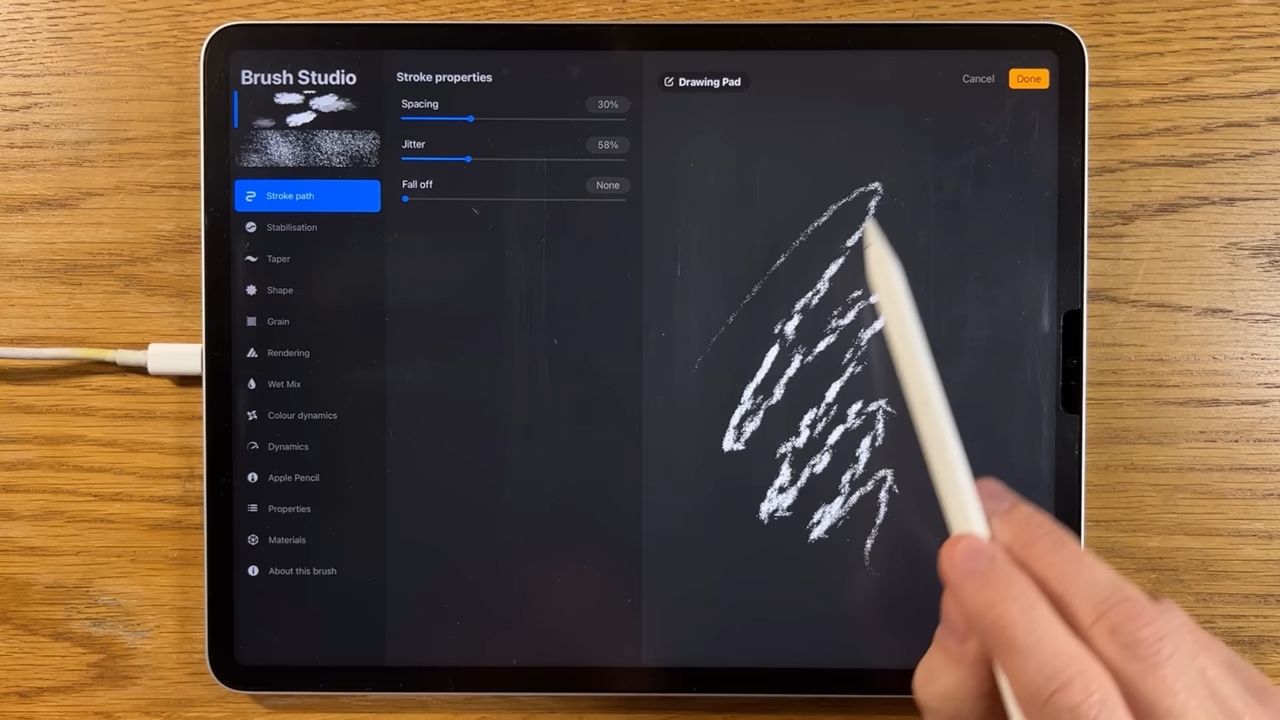 Brush Studio
Stroke path
Stabilisation
Taper
Shape
Grain
Rendering
Wet Mix
Colour dynamics
Dynamics
Apple Pencil
Properties
Materials
About this brush
Stroke properties
Spacing 30%
Jitter 58%
Fall off None
Drawing Pad
Cancel Done